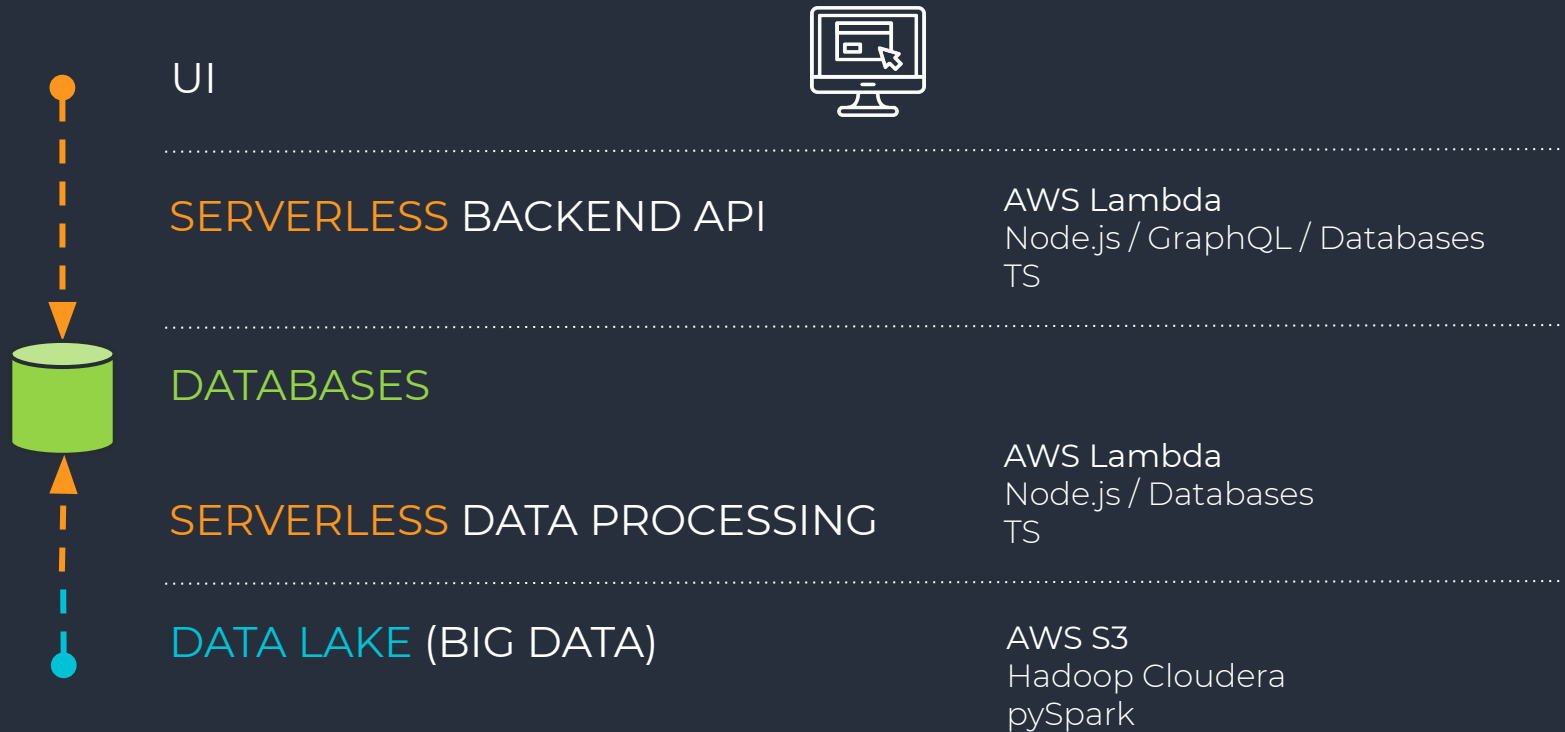 UI
SERVERLESS BACKEND API
AWS Lambda
Node.js / GraphQL / Databases
TS
DATABASES
SERVERLESS DATA PROCESSING
AWS Lambda
Node.js / Databases
TS
DATA LAKE (BIG DATA)
AWS S3
Hadoop Cloudera
pySpark